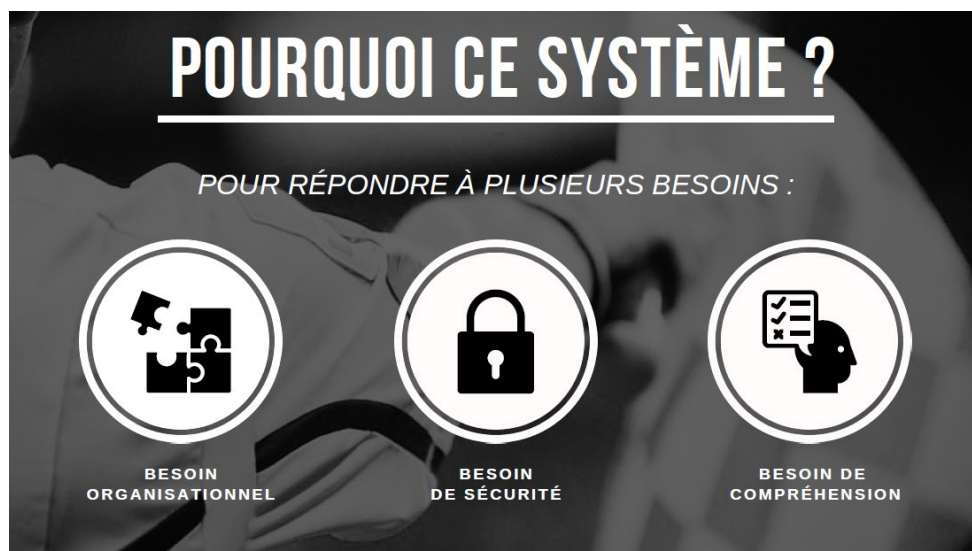 POURQUOI CE SYSTÈME ?
POUR RÉPONDRE À PLUSIEURS BESOINS :
BESOIN
ORGANISATIONNEL
BESOIN
DE SÉCURITÉ
BESOIN DE
COMPRÉHENSION